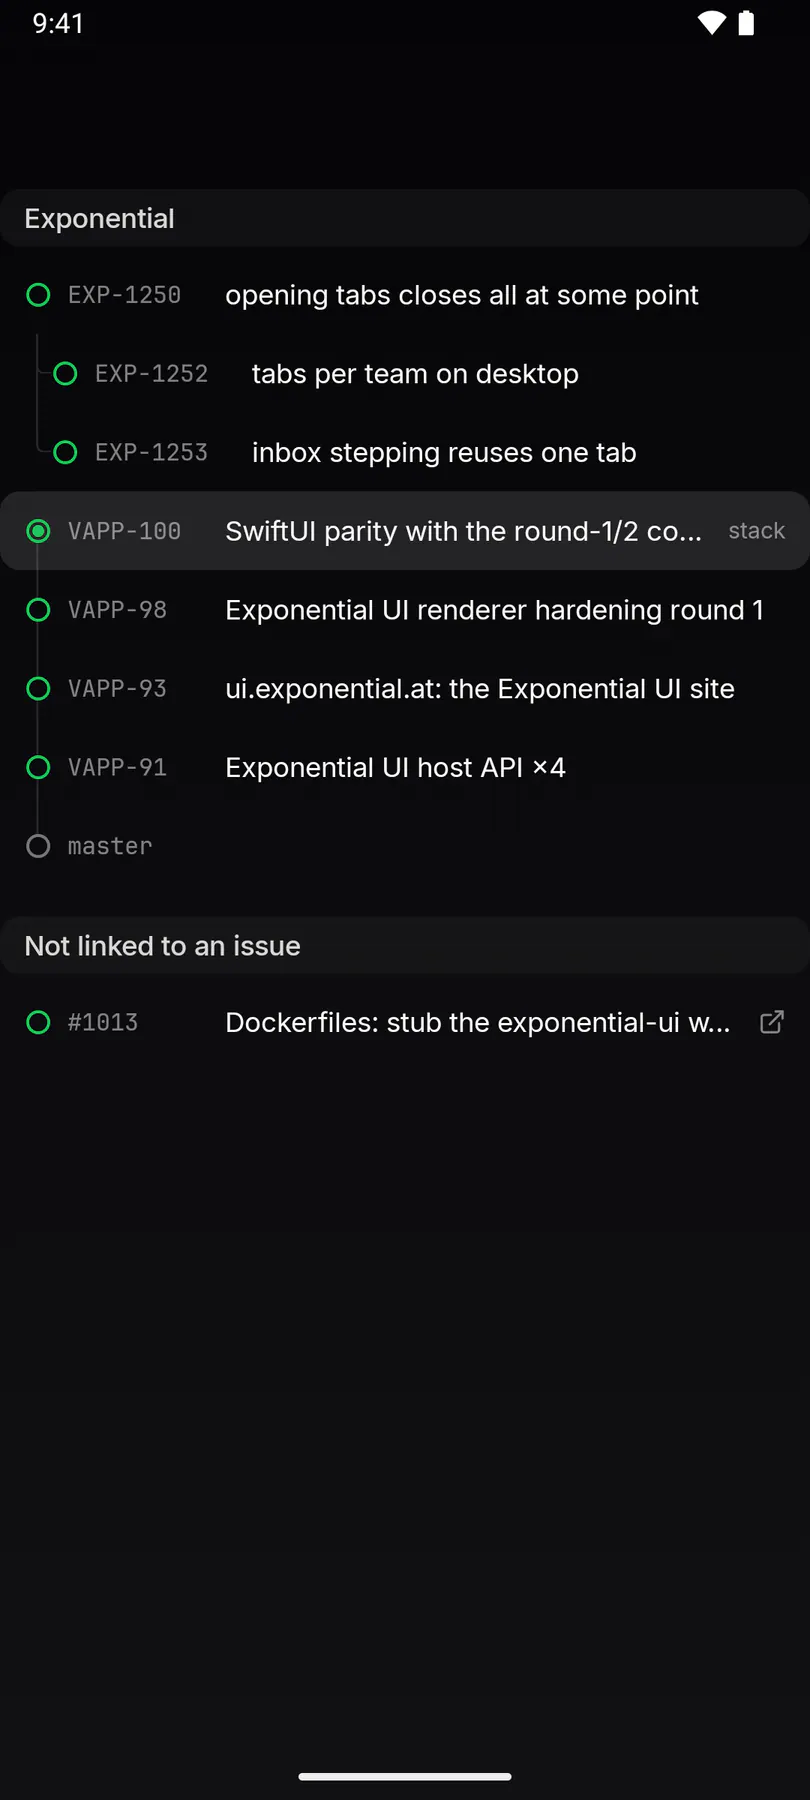 9:41
Exponential
EXP-1250 opening tabs closes all at some point
EXP-1252 tabs per team on desktop
EXP-1253 inbox stepping reuses one tab
VAPP-100 SwiftUI parity with the round-1/2 co... stack
VAPP-98 Exponential UI renderer hardening round 1
VAPP-93 ui.exponential.at: the Exponential UI site
VAPP-91 Exponential UI host API ×4
master
Not linked to an issue
#1013 Dockerfiles: stub the exponential-ui w...